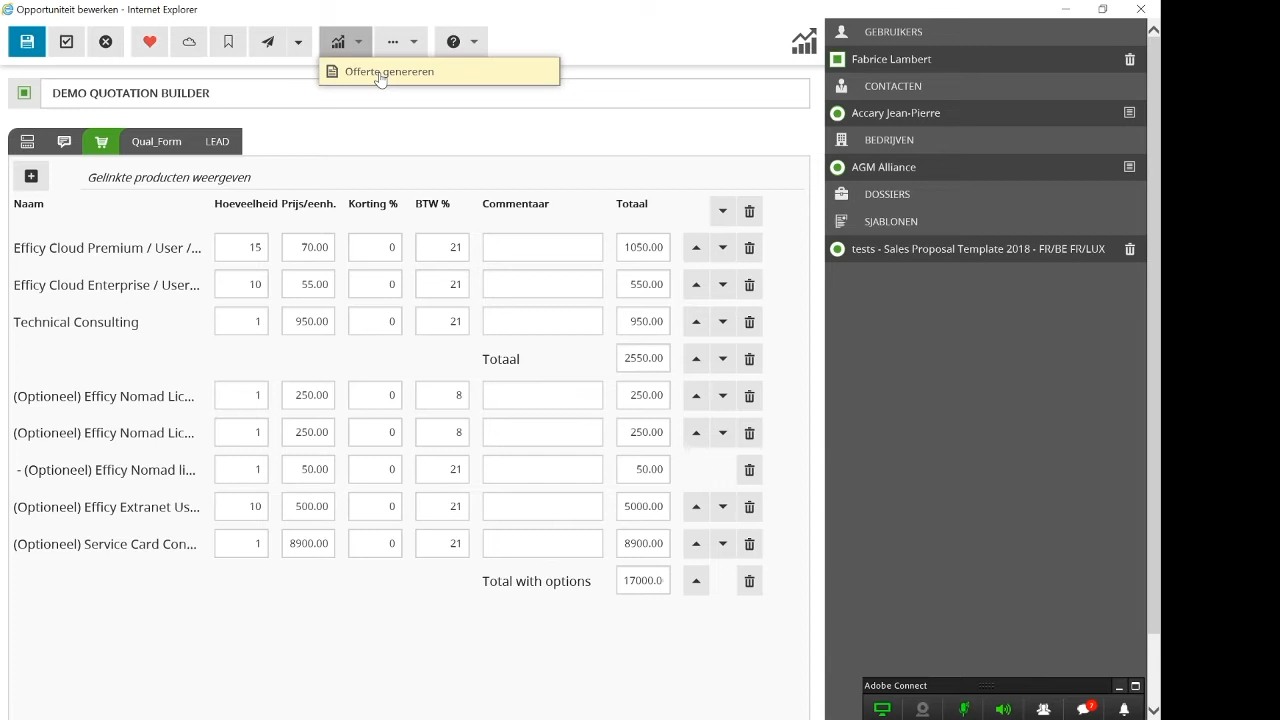 Opportuniteit bewerken - Internet Explorer
Offerte genereren
DEMO QUOTATION BUILDER
Qual_Form LEAD
Gelinkte producten weergeven
Naam Hoeveelheid Prijs/eenh. Korting % BTW % Commentaar Totaal
Efficy Cloud Premium / User /... 15 70.00 0 21 1050.00
Efficy Cloud Enterprise / User... 10 55.00 0 21 550.00
Technical Consulting 1 950.00 0 21 950.00
Totaal 2550.00
(Optioneel) Efficy Nomad Lic... 1 250.00 0 8 250.00
(Optioneel) Efficy Nomad Lic... 1 250.00 0 8 250.00
- (Optioneel) Efficy Nomad li... 1 50.00 0 21 50.00
(Optioneel) Efficy Extranet Us... 10 500.00 0 21 5000.00
(Optioneel) Service Card Con... 1 8900.00 0 21 8900.00
Total with options 17000.0
GEBRUIKERS
Fabrice Lambert
CONTACTEN
Accary Jean-Pierre
BEDRIJVEN
AGM Alliance
DOSSIERS
SJABLONEN
tests - Sales Proposal Template 2018 - FR/BE FR/LUX
Adobe Connect
7